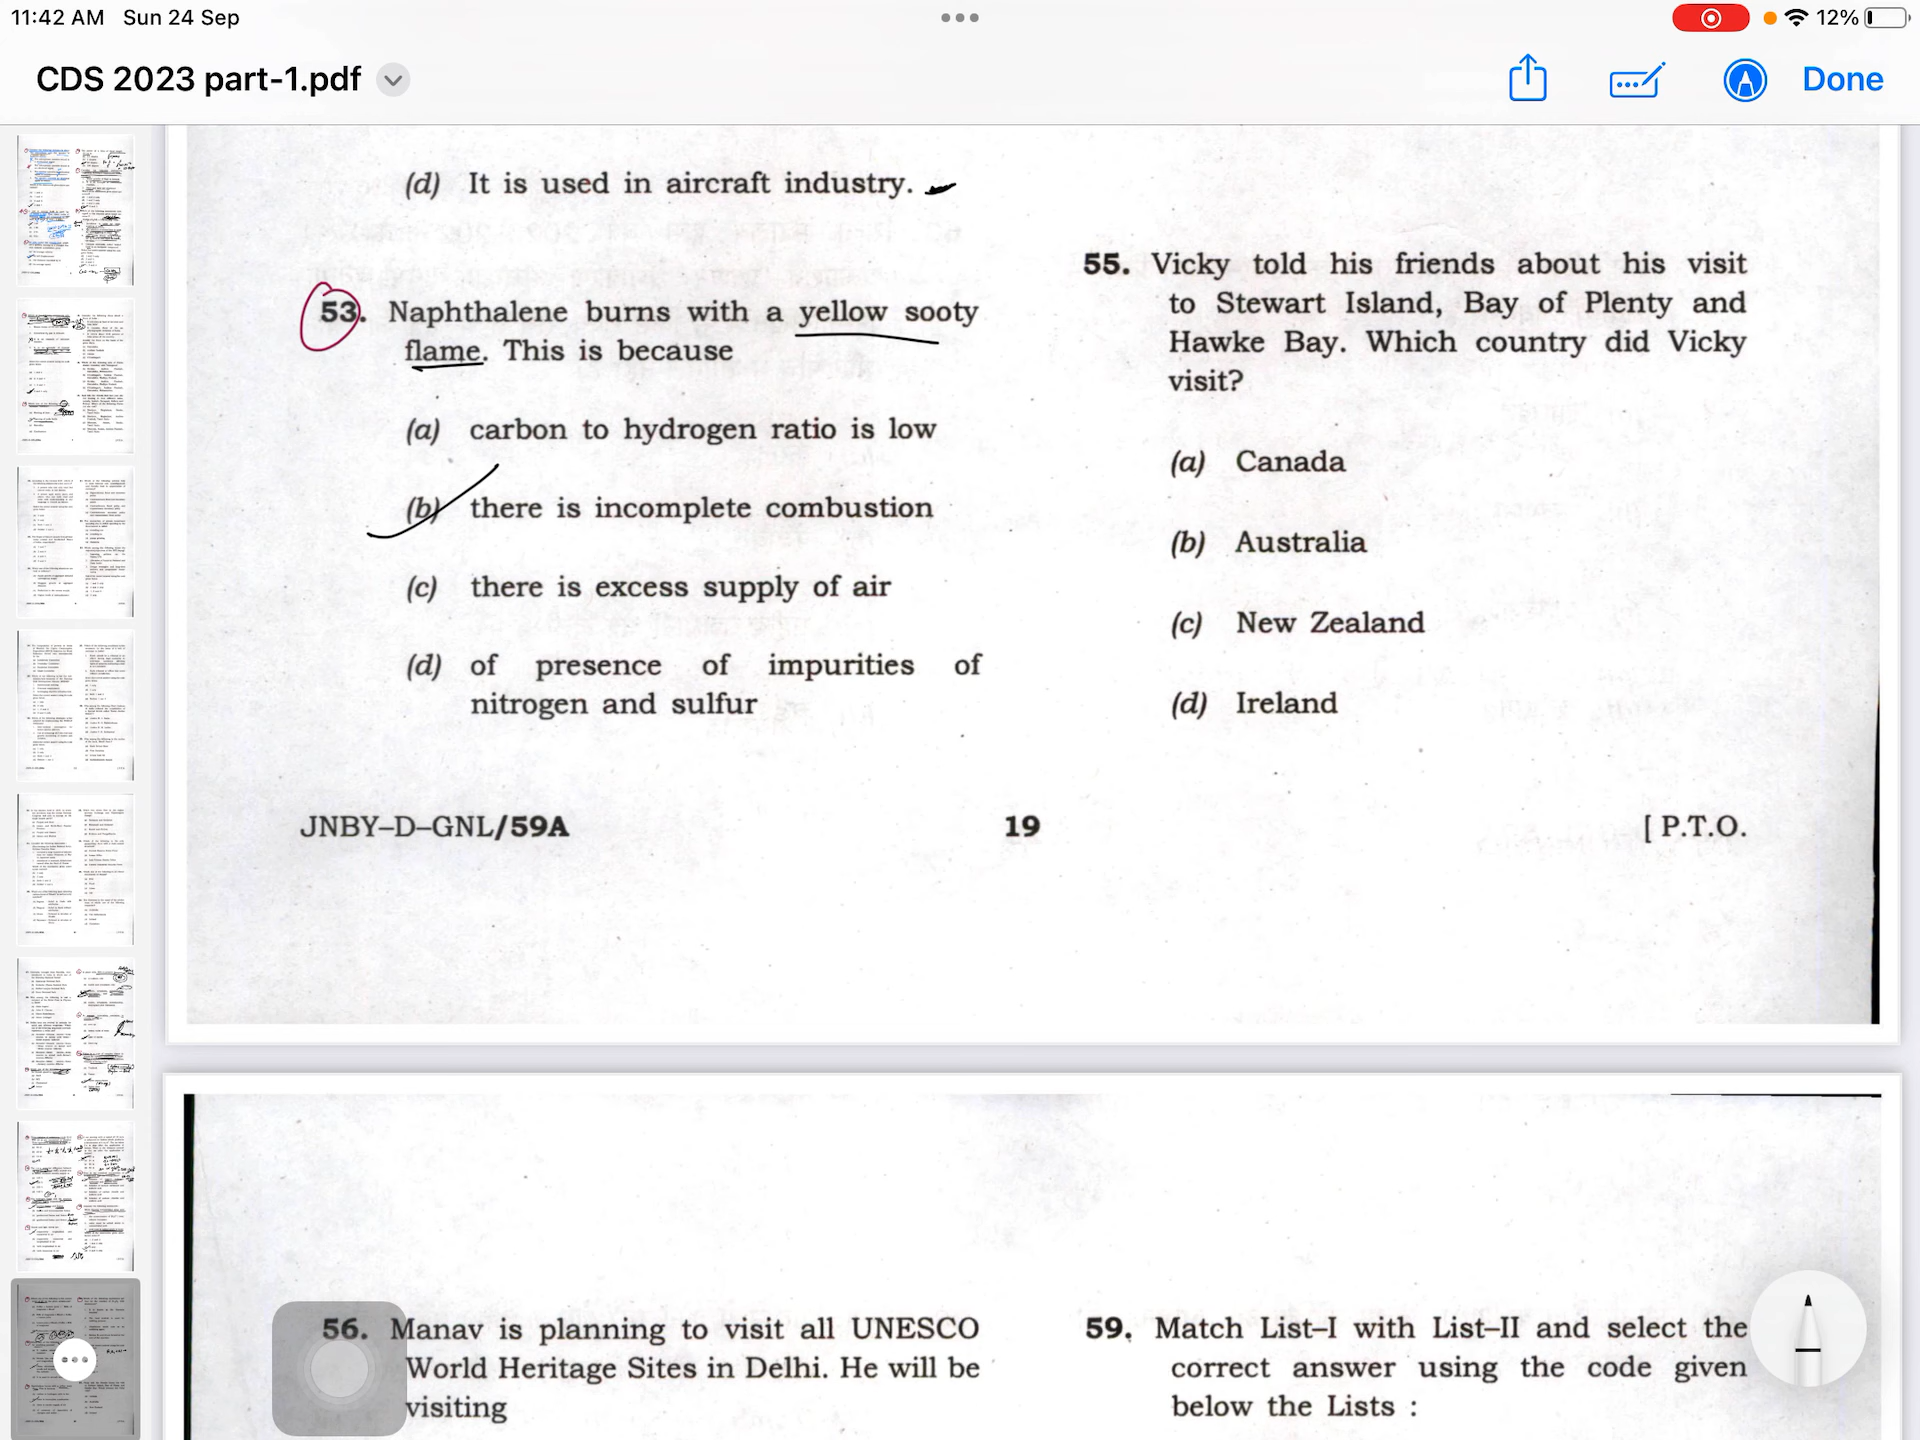 11:42 AM Sun 24 Sep
12%
CDS 2023 part-1.pdf
Done
(d) It is used in aircraft industry.
53. Naphthalene burns with a yellow sooty
flame. This is because
(a) carbon to hydrogen ratio is low
(b) there is incomplete combustion
(c) there is excess supply of air
(d) of presence of impurities of
nitrogen and sulfur
55. Vicky told his friends about his visit
to Stewart Island, Bay of Plenty and
Hawke Bay. Which country did Vicky
visit?
(a) Canada
(b) Australia
(c) New Zealand
(d) Ireland
JNBY–D–GNL/59A
19
[ P.T.O.
56. Manav is planning to visit all UNESCO
World Heritage Sites in Delhi. He will be
visiting
59. Match List–I with List–II and select the
correct answer using the code given
below the Lists :